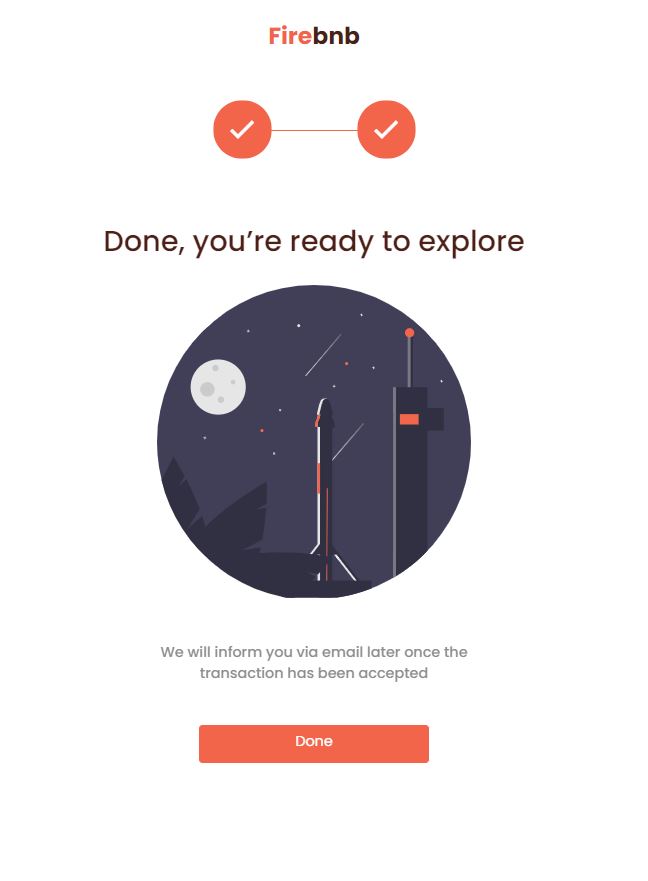 Firebnb
Done, you’re ready to explore
We will inform you via email later once the
transaction has been accepted
Done